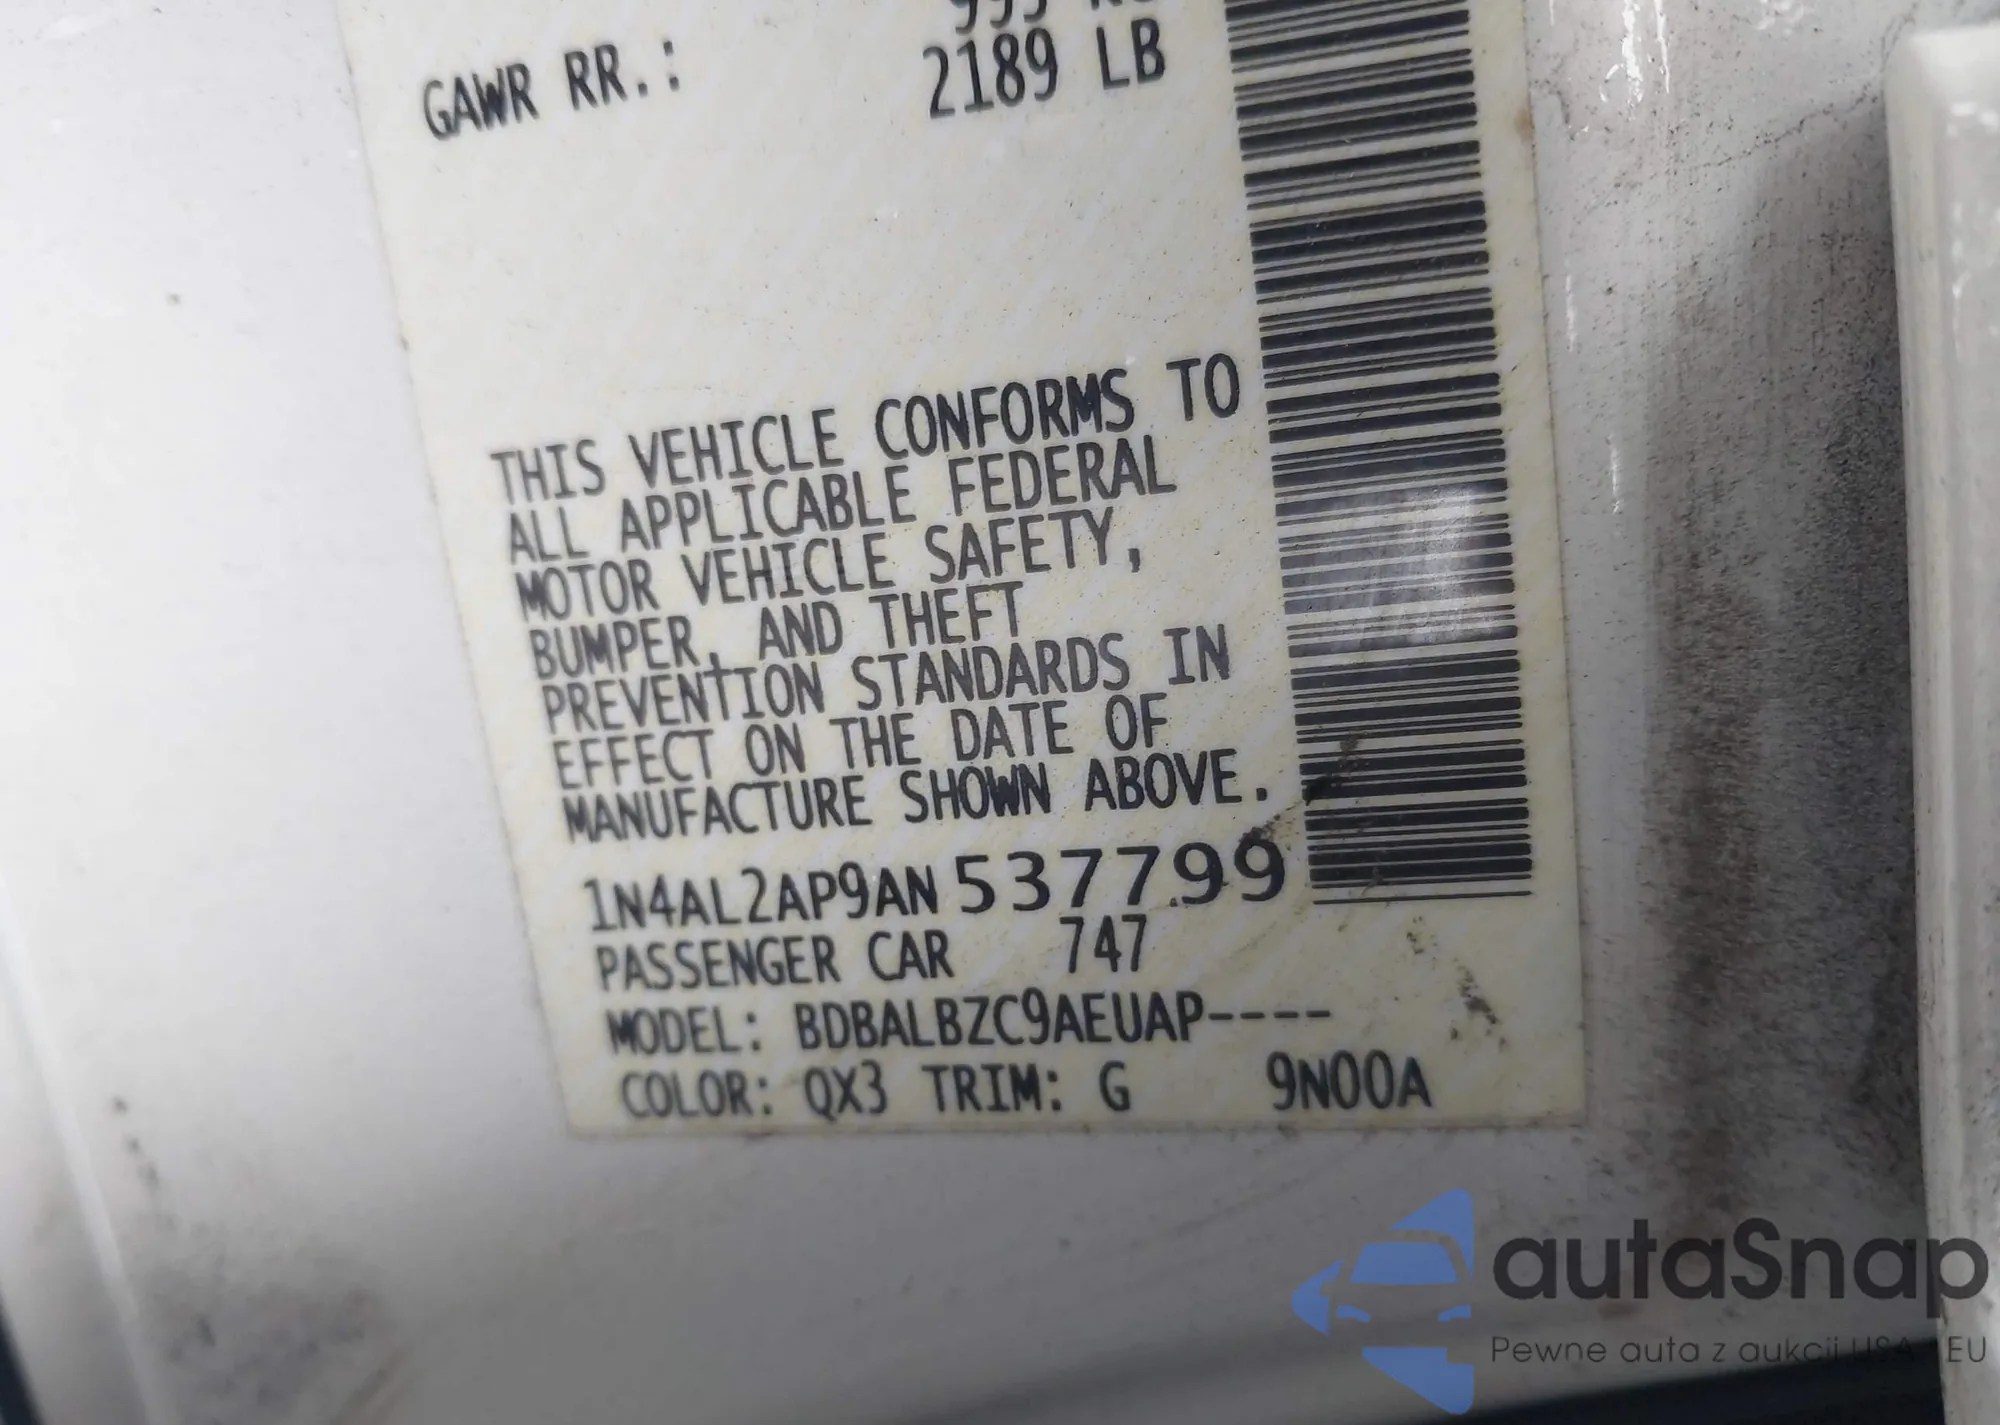 GAWR RR.:
2189 LB
THIS VEHICLE CONFORMS TO
ALL APPLICABLE FEDERAL
MOTOR VEHICLE SAFETY,
BUMPER, AND THEFT
PREVENTION STANDARDS IN
EFFECT ON THE DATE OF
MANUFACTURE SHOWN ABOVE.
1N4AL2AP9AN537799
PASSENGER CAR 747
MODEL: BDBALBZC9AEUAP----
COLOR: QX3 TRIM: G 9N00A
autaSnap
Pewne auta z aukcji USA EU